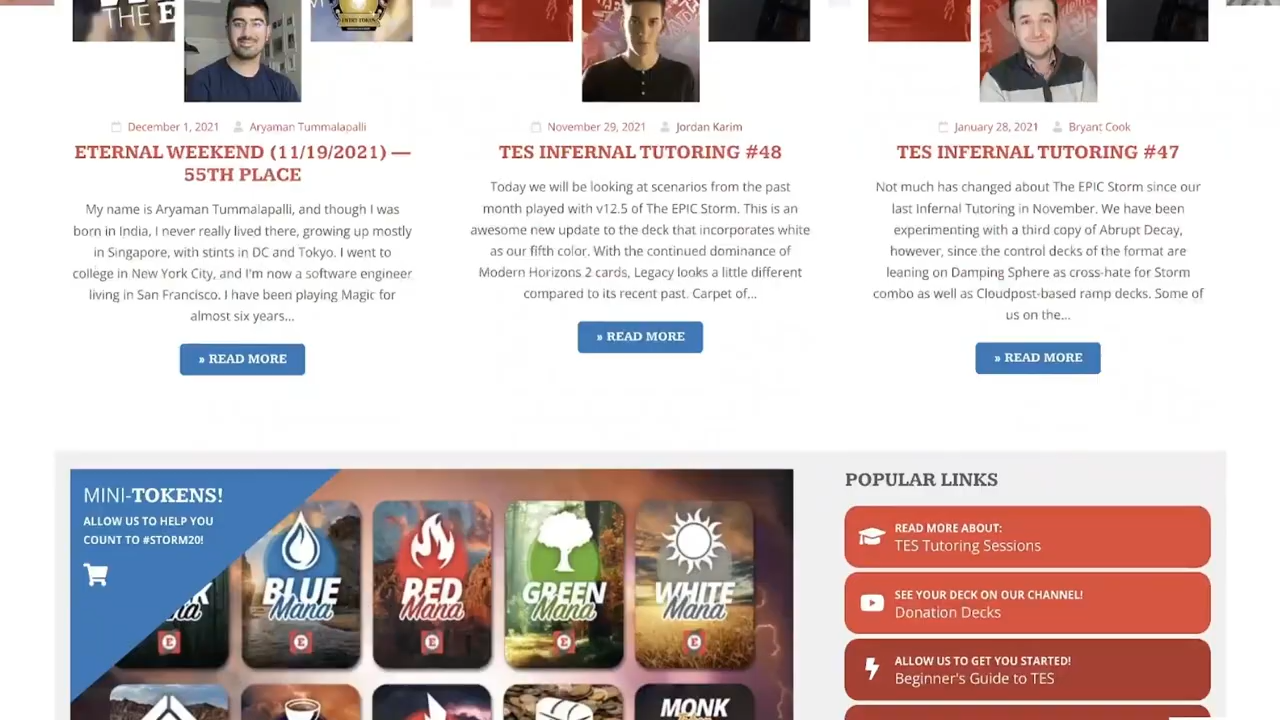 THE E
December 1, 2021 Aryaman Tummalapalli
ETERNAL WEEKEND (11/19/2021) —
55TH PLACE
My name is Aryaman Tummalapalli, and though I was
born in India, I never really lived there, growing up mostly
in Singapore, with stints in DC and Tokyo. I went to
college in New York City, and I'm now a software engineer
living in San Francisco. I have been playing Magic for
almost six years...
» READ MORE
November 29, 2021 Jordan Karim
TES INFERNAL TUTORING #48
Today we will be looking at scenarios from the past
month played with v12.5 of The EPIC Storm. This is an
awesome new update to the deck that incorporates white
as our fifth color. With the continued dominance of
Modern Horizons 2 cards, Legacy looks a little different
compared to its recent past. Carpet of...
» READ MORE
January 28, 2021 Bryant Cook
TES INFERNAL TUTORING #47
Not much has changed about The EPIC Storm since our
last Infernal Tutoring in November. We have been
experimenting with a third copy of Abrupt Decay,
however, since the control decks of the format are
leaning on Damping Sphere as cross-hate for Storm
combo as well as Cloudpost-based ramp decks. Some of
us on the...
» READ MORE
MINI-TOKENS!
ALLOW US TO HELP YOU
COUNT TO #STORM20!
BLUE
Mana
RED
Mana
GREEN
Mana
WHITE
Mana
MONK
POPULAR LINKS
READ MORE ABOUT:
TES Tutoring Sessions
SEE YOUR DECK ON OUR CHANNEL!
Donation Decks
ALLOW US TO GET YOU STARTED!
Beginner's Guide to TES